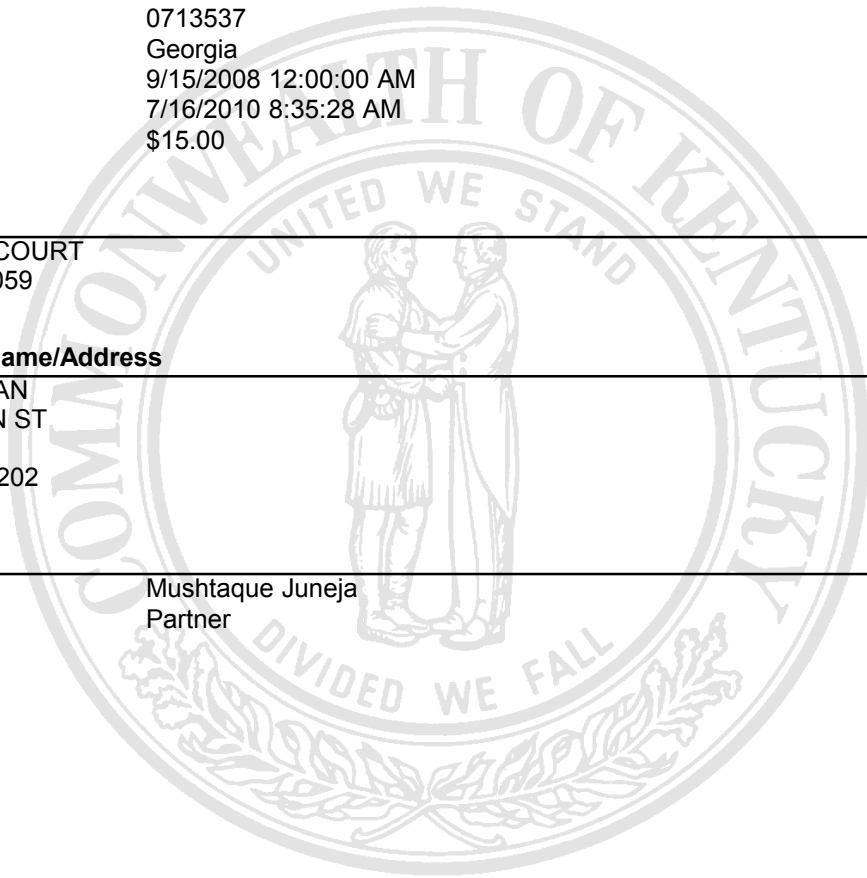 0713537
Georgia
9/15/2008 12:00:00 AM
7/16/2010 8:35:28 AM
$15.00
COURT
059
ame/Address
AN
N ST
202
Mushtaque Juneja
Partner
COMMONWEALTH OF KENTUCKY
UNITED WE STAND
DIVIDED WE FALL